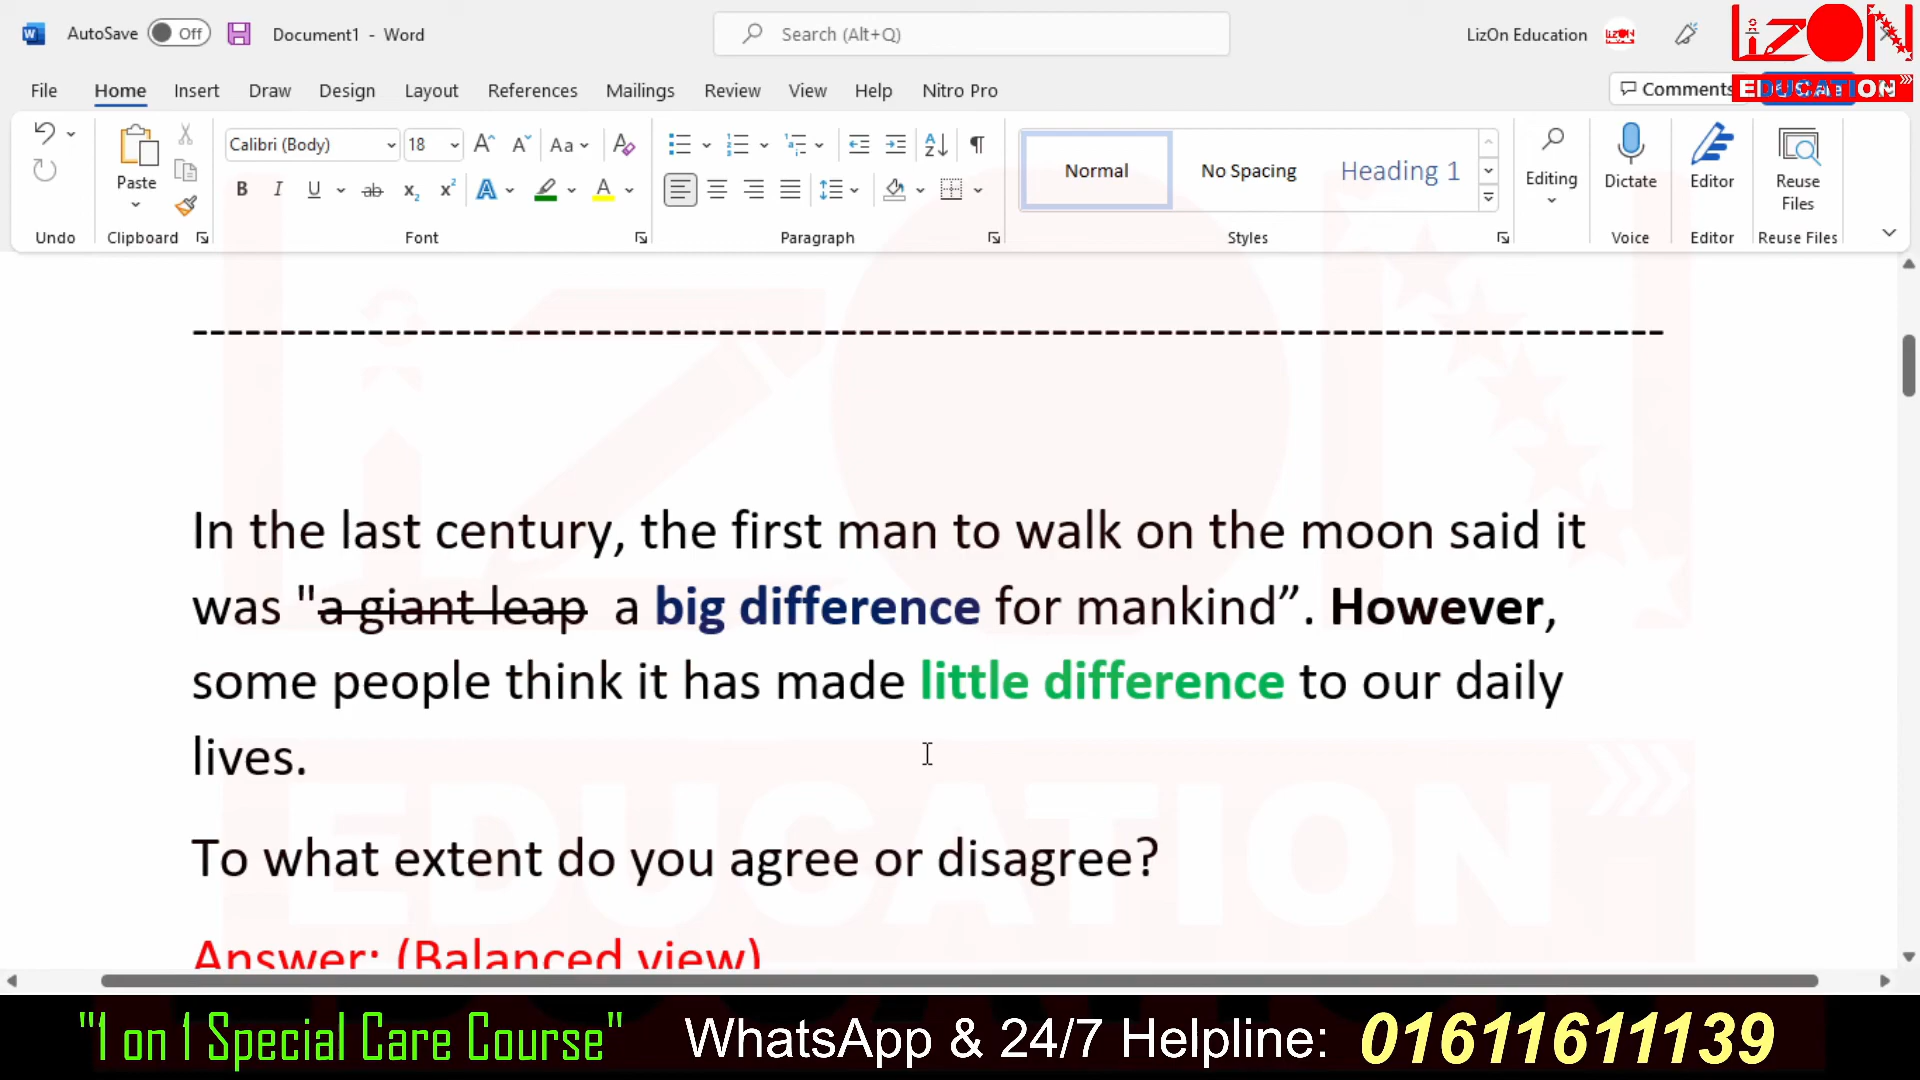 AutoSave Off Document1 - Word Search (Alt+Q) LizOn Education
LizON
EDUCATION
File Home Insert Draw Design Layout References Mailings Review View Help Nitro Pro Comments
Calibri (Body) 18 Aa
Paste
Normal No Spacing Heading 1
Editing Dictate Editor Reuse Files
Undo Clipboard Font Paragraph Styles Voice Editor Reuse Files
--------------------------------------------------------------------------------
In the last century, the first man to walk on the moon said it
was "a giant leap a big difference for mankind”. However,
some people think it has made little difference to our daily
lives.
To what extent do you agree or disagree?
Answer: (Balanced view)
EDUCATION
"1 on 1 Special Care Course" WhatsApp & 24/7 Helpline: 01611611139